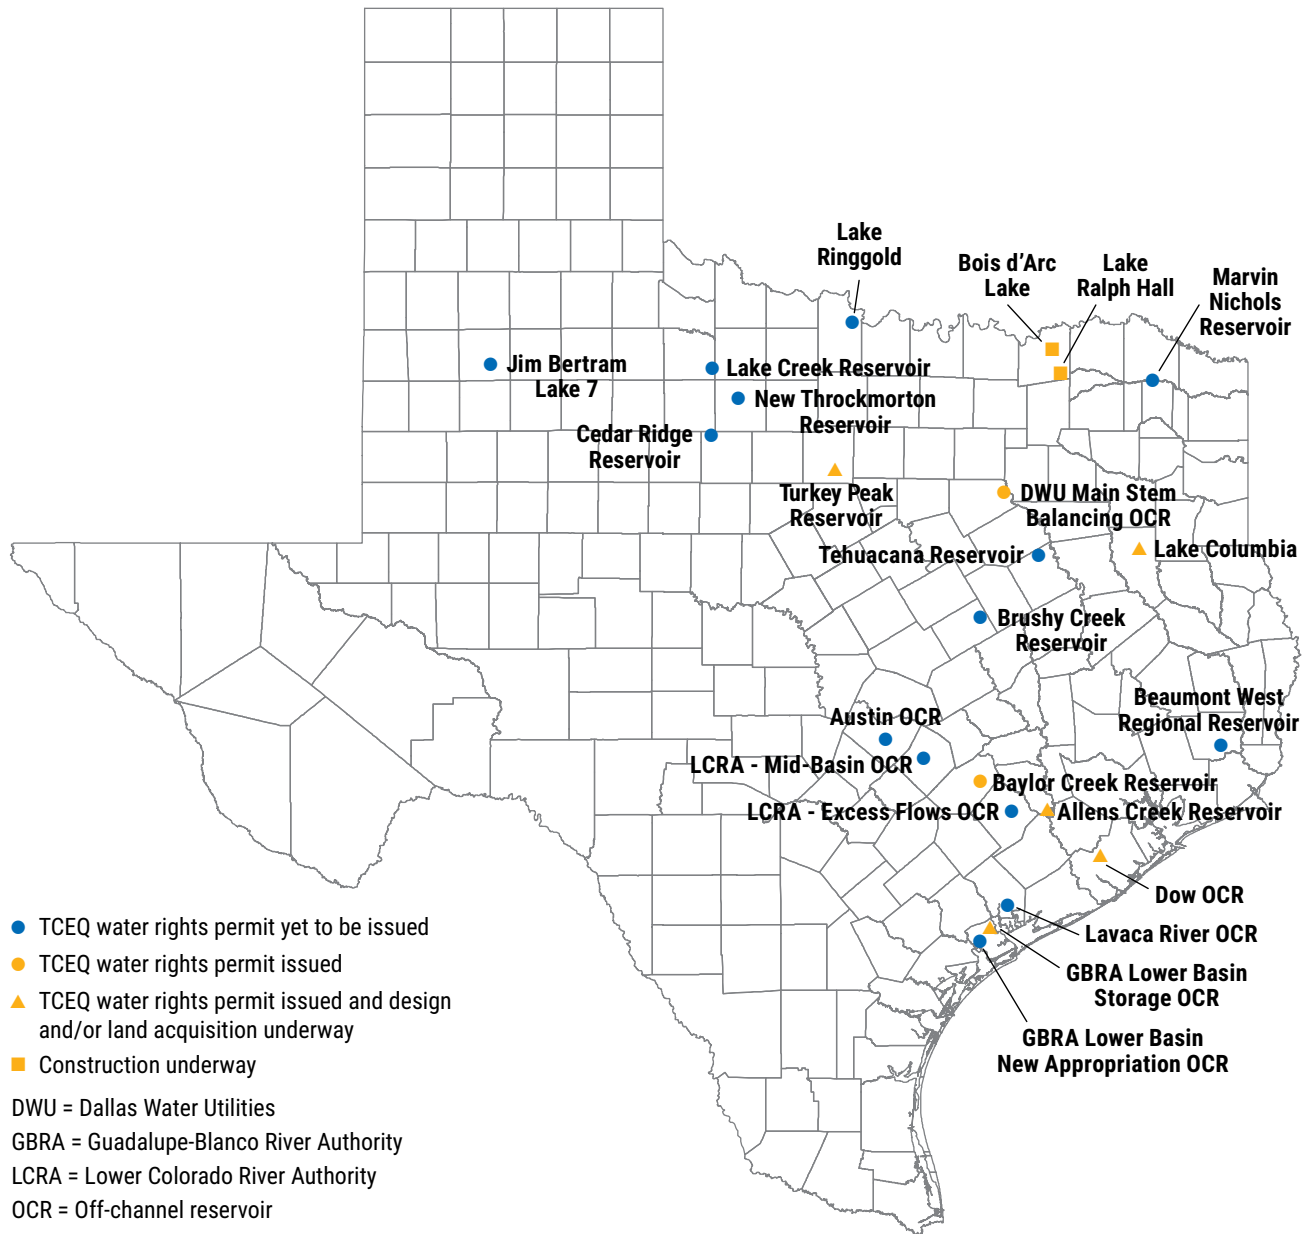 Lake
Ringgold
Bois d’Arc
Lake
Lake
Ralph Hall
Marvin
Nichols
Reservoir
Jim Bertram
Lake 7
Lake Creek Reservoir
New Throckmorton
Reservoir
Cedar Ridge
Reservoir
Turkey Peak
Reservoir
DWU Main Stem
Balancing OCR
Tehuacana Reservoir
Lake Columbia
Brushy Creek
Reservoir
Beaumont West
Regional Reservoir
Austin OCR
LCRA - Mid-Basin OCR
Baylor Creek Reservoir
LCRA - Excess Flows OCR
Allens Creek Reservoir
Dow OCR
Lavaca River OCR
GBRA Lower Basin
Storage OCR
GBRA Lower Basin
New Appropriation OCR
TCEQ water rights permit yet to be issued
TCEQ water rights permit issued
TCEQ water rights permit issued and design
and/or land acquisition underway
Construction underway
DWU = Dallas Water Utilities
GBRA = Guadalupe-Blanco River Authority
LCRA = Lower Colorado River Authority
OCR = Off-channel reservoir